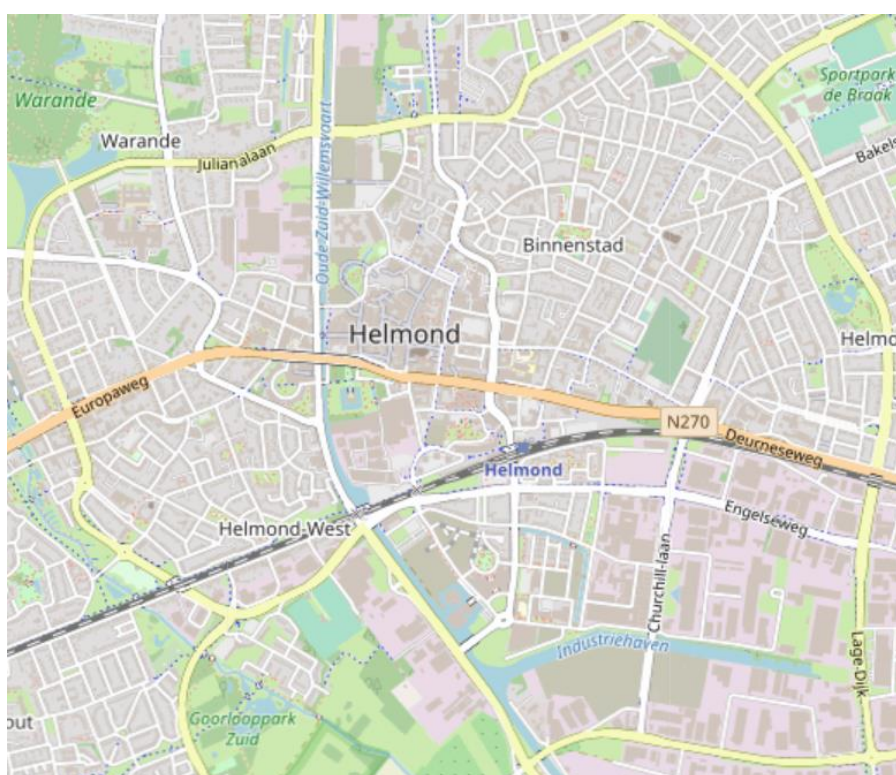 Sportpark
de Braak
Warande
Warande
Julianalaan
Bakels
Oude Zuid-Willemsvaart
Binnenstad
Helmond
Helmo
Europaweg
N270
Deurneseweg
Helmond
Engelseweg
Helmond-West
Churchill-laan
Industriehaven
Lage Dijk
Goorlooppark
Zuid
out